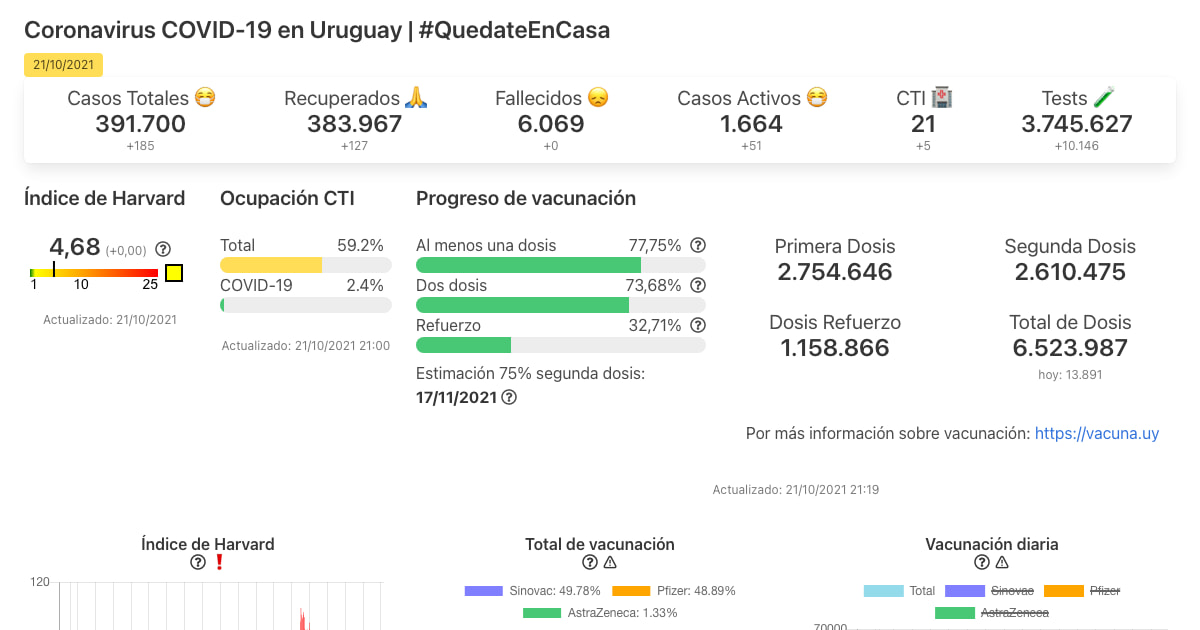 Coronavirus COVID-19 en Uruguay | #QuedateEnCasa
21/10/2021
Casos Totales 😷 Recuperados 🙏 Fallecidos 😞 Casos Activos 😷 CTI 🏥 Tests 🧪
391.700 383.967 6.069 1.664 21 3.745.627
+185 +127 +0 +51 +5 +10.146
Índice de Harvard
4,68 (+0,00)
1 10 25
Actualizado: 21/10/2021
Ocupación CTI
Total 59.2%
COVID-19 2.4%
Actualizado: 21/10/2021 21:00
Progreso de vacunación
Al menos una dosis 77,75%
Dos dosis 73,68%
Refuerzo 32,71%
Estimación 75% segunda dosis:
17/11/2021
Primera Dosis
2.754.646
Segunda Dosis
2.610.475
Dosis Refuerzo
1.158.866
Total de Dosis
6.523.987
hoy: 13.891
Por más información sobre vacunación: https://vacuna.uy
Actualizado: 21/10/2021 21:19
Índice de Harvard
❗
120
Total de vacunación
Sinovac: 49.78% Pfizer: 48.89%
AstraZeneca: 1.33%
Vacunación diaria
Total Sinovac Pfizer
AstraZeneca
70000